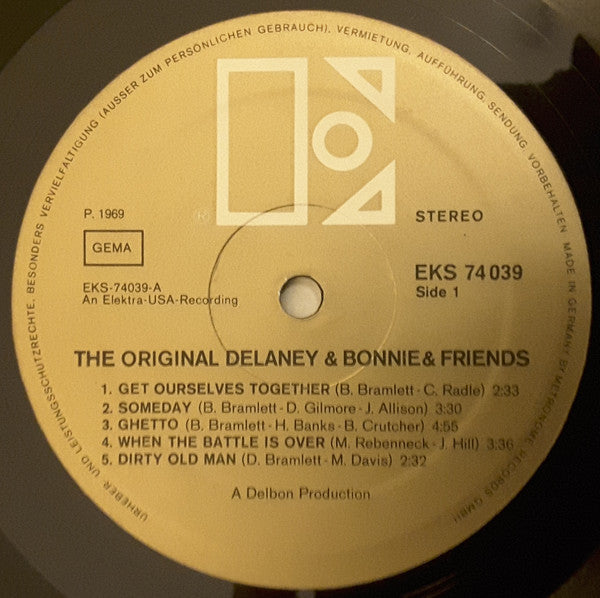 URHEBER UND LEISTUNGSSCHUTZRECHTE, BESONDERS VERVIELFÄLTIGUNG (AUSSER ZUM PERSÖNLICHEN GEBRAUCH), VERMIETUNG, AUFFÜHRUNG, SENDUNG, VORBEHALTEN MADE IN GERMANY BY METRONOME RECORDS GMBH
®
P. 1969
STEREO
GEMA
EKS-74039-A
An Elektra-USA-Recording
EKS 74 039
Side 1
THE ORIGINAL DELANEY & BONNIE & FRIENDS
1. GET OURSELVES TOGETHER (B. Bramlett - C. Radle) 2:33
2. SOMEDAY (B. Bramlett - D. Gilmore - J. Allison) 3:30
3. GHETTO (B. Bramlett - H. Banks - B. Crutcher) 4:55
4. WHEN THE BATTLE IS OVER (M. Rebenneck - J. Hill) 3:36
5. DIRTY OLD MAN (D. Bramlett - M. Davis) 2:32
A Delbon Production